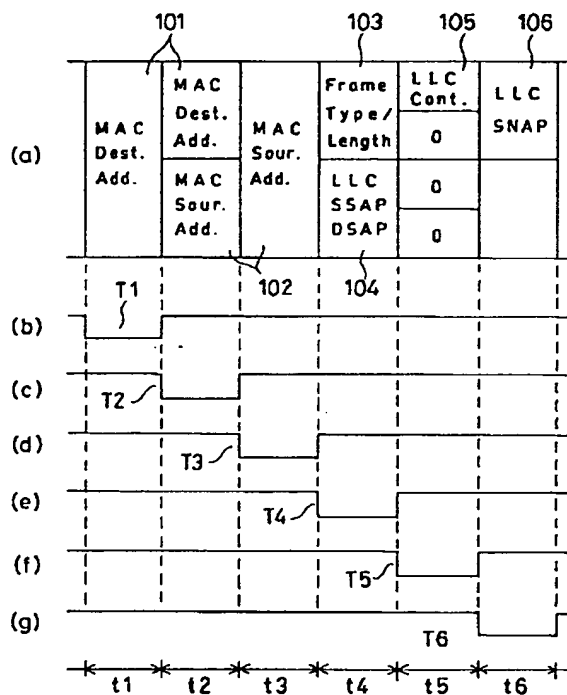 101
103
105
106
MAC
Dest.
Add.
MAC
Dest.
Add.
MAC
Sour.
Add.
MAC
Sour.
Add.
Frame
Type/
Length
LLC
SSAP
DSAP
LLC
Cont.
0
0
0
LLC
SNAP
(a)
102
104
(b)
T1
(c)
T2
(d)
T3
(e)
T4
(f)
T5
(g)
T6
t1
t2
t3
t4
t5
t6